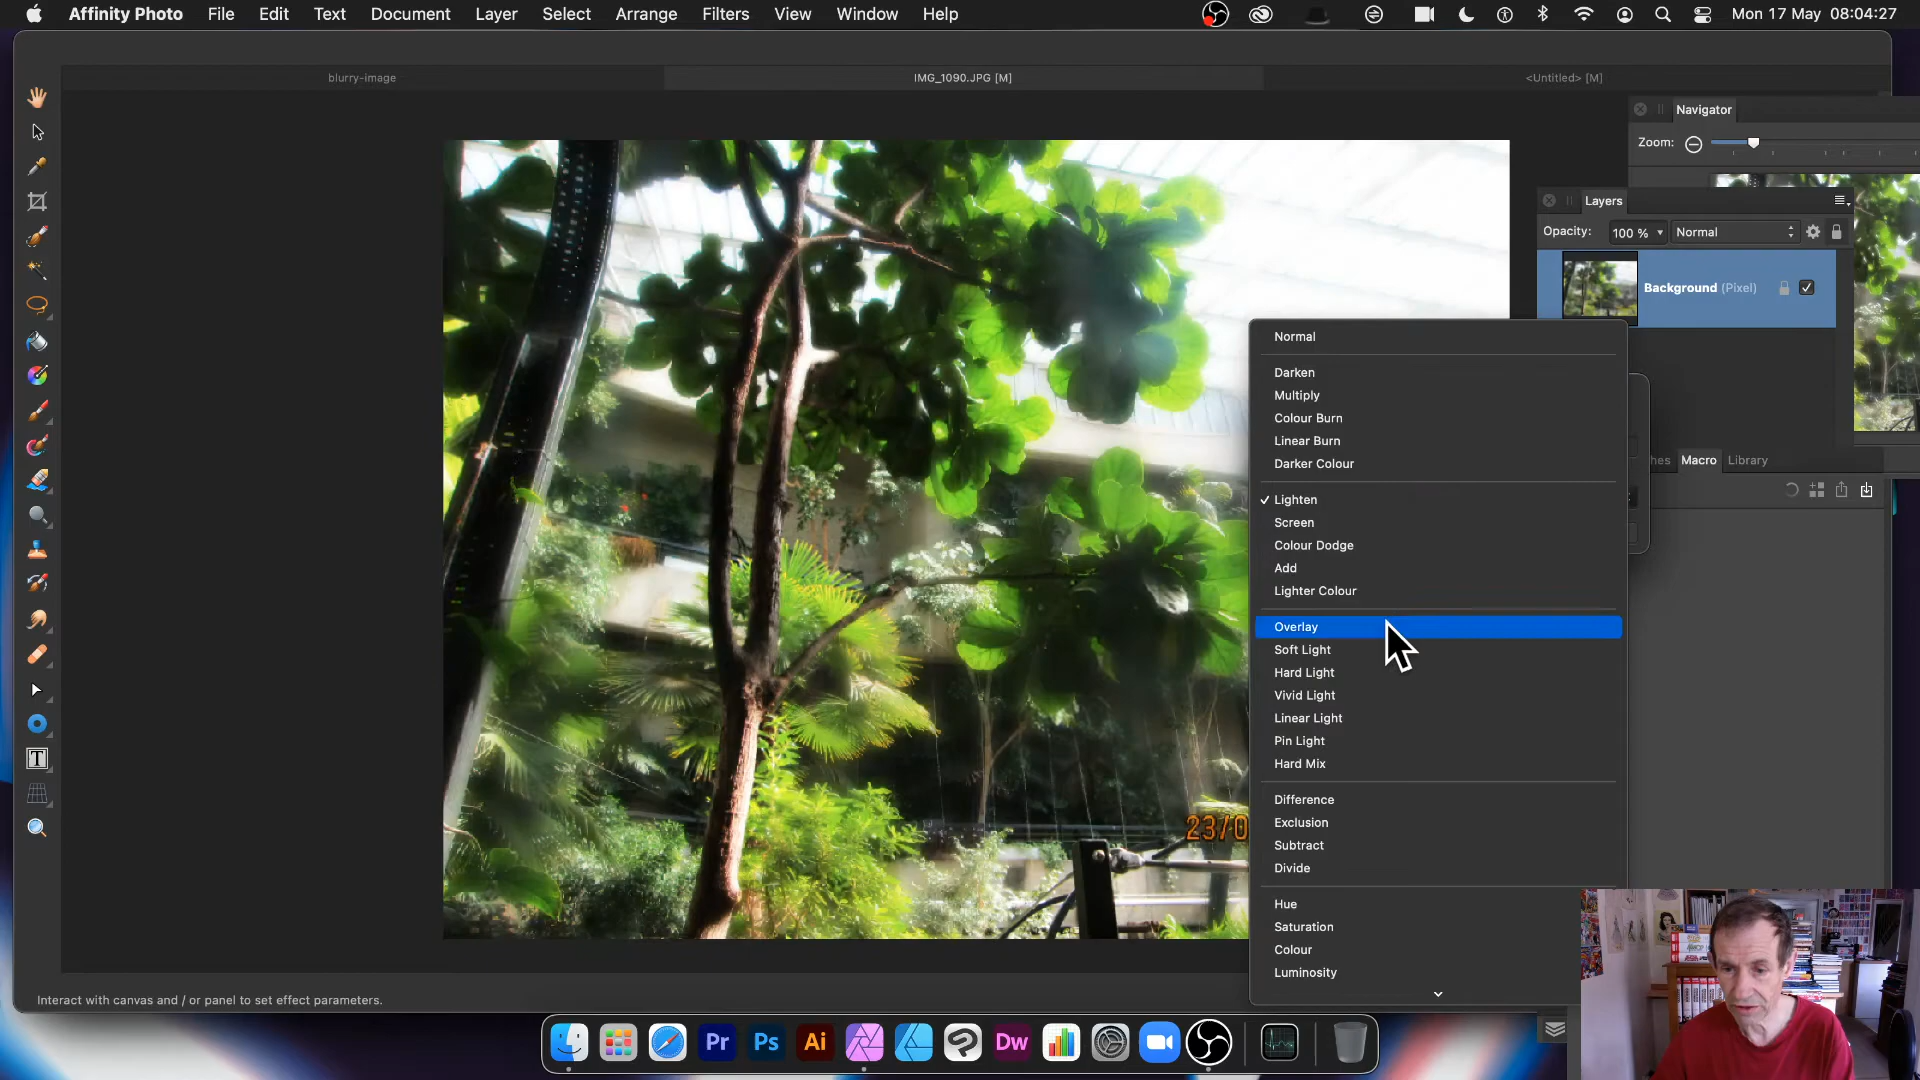 Affinity Photo File Edit Text Document Layer Select Arrange Filters View Window Help Mon 17 May 08:04:27
blurry-image IMG_1090.JPG [M] <Untitled> [M]
Navigator
Zoom:
Layers
Opacity: 100 % Normal
Background (Pixel)
Normal
Darken
Multiply
Colour Burn
Linear Burn
Darker Colour
hes Macro Library
Lighten
Screen
Colour Dodge
Add
Lighter Colour
Overlay
Soft Light
Hard Light
Vivid Light
Linear Light
Pin Light
Hard Mix
Difference
Exclusion
Subtract
Divide
Hue
Saturation
Colour
Luminosity
23/0
Interact with canvas and / or panel to set effect parameters.
Pr Ps Ai Dw